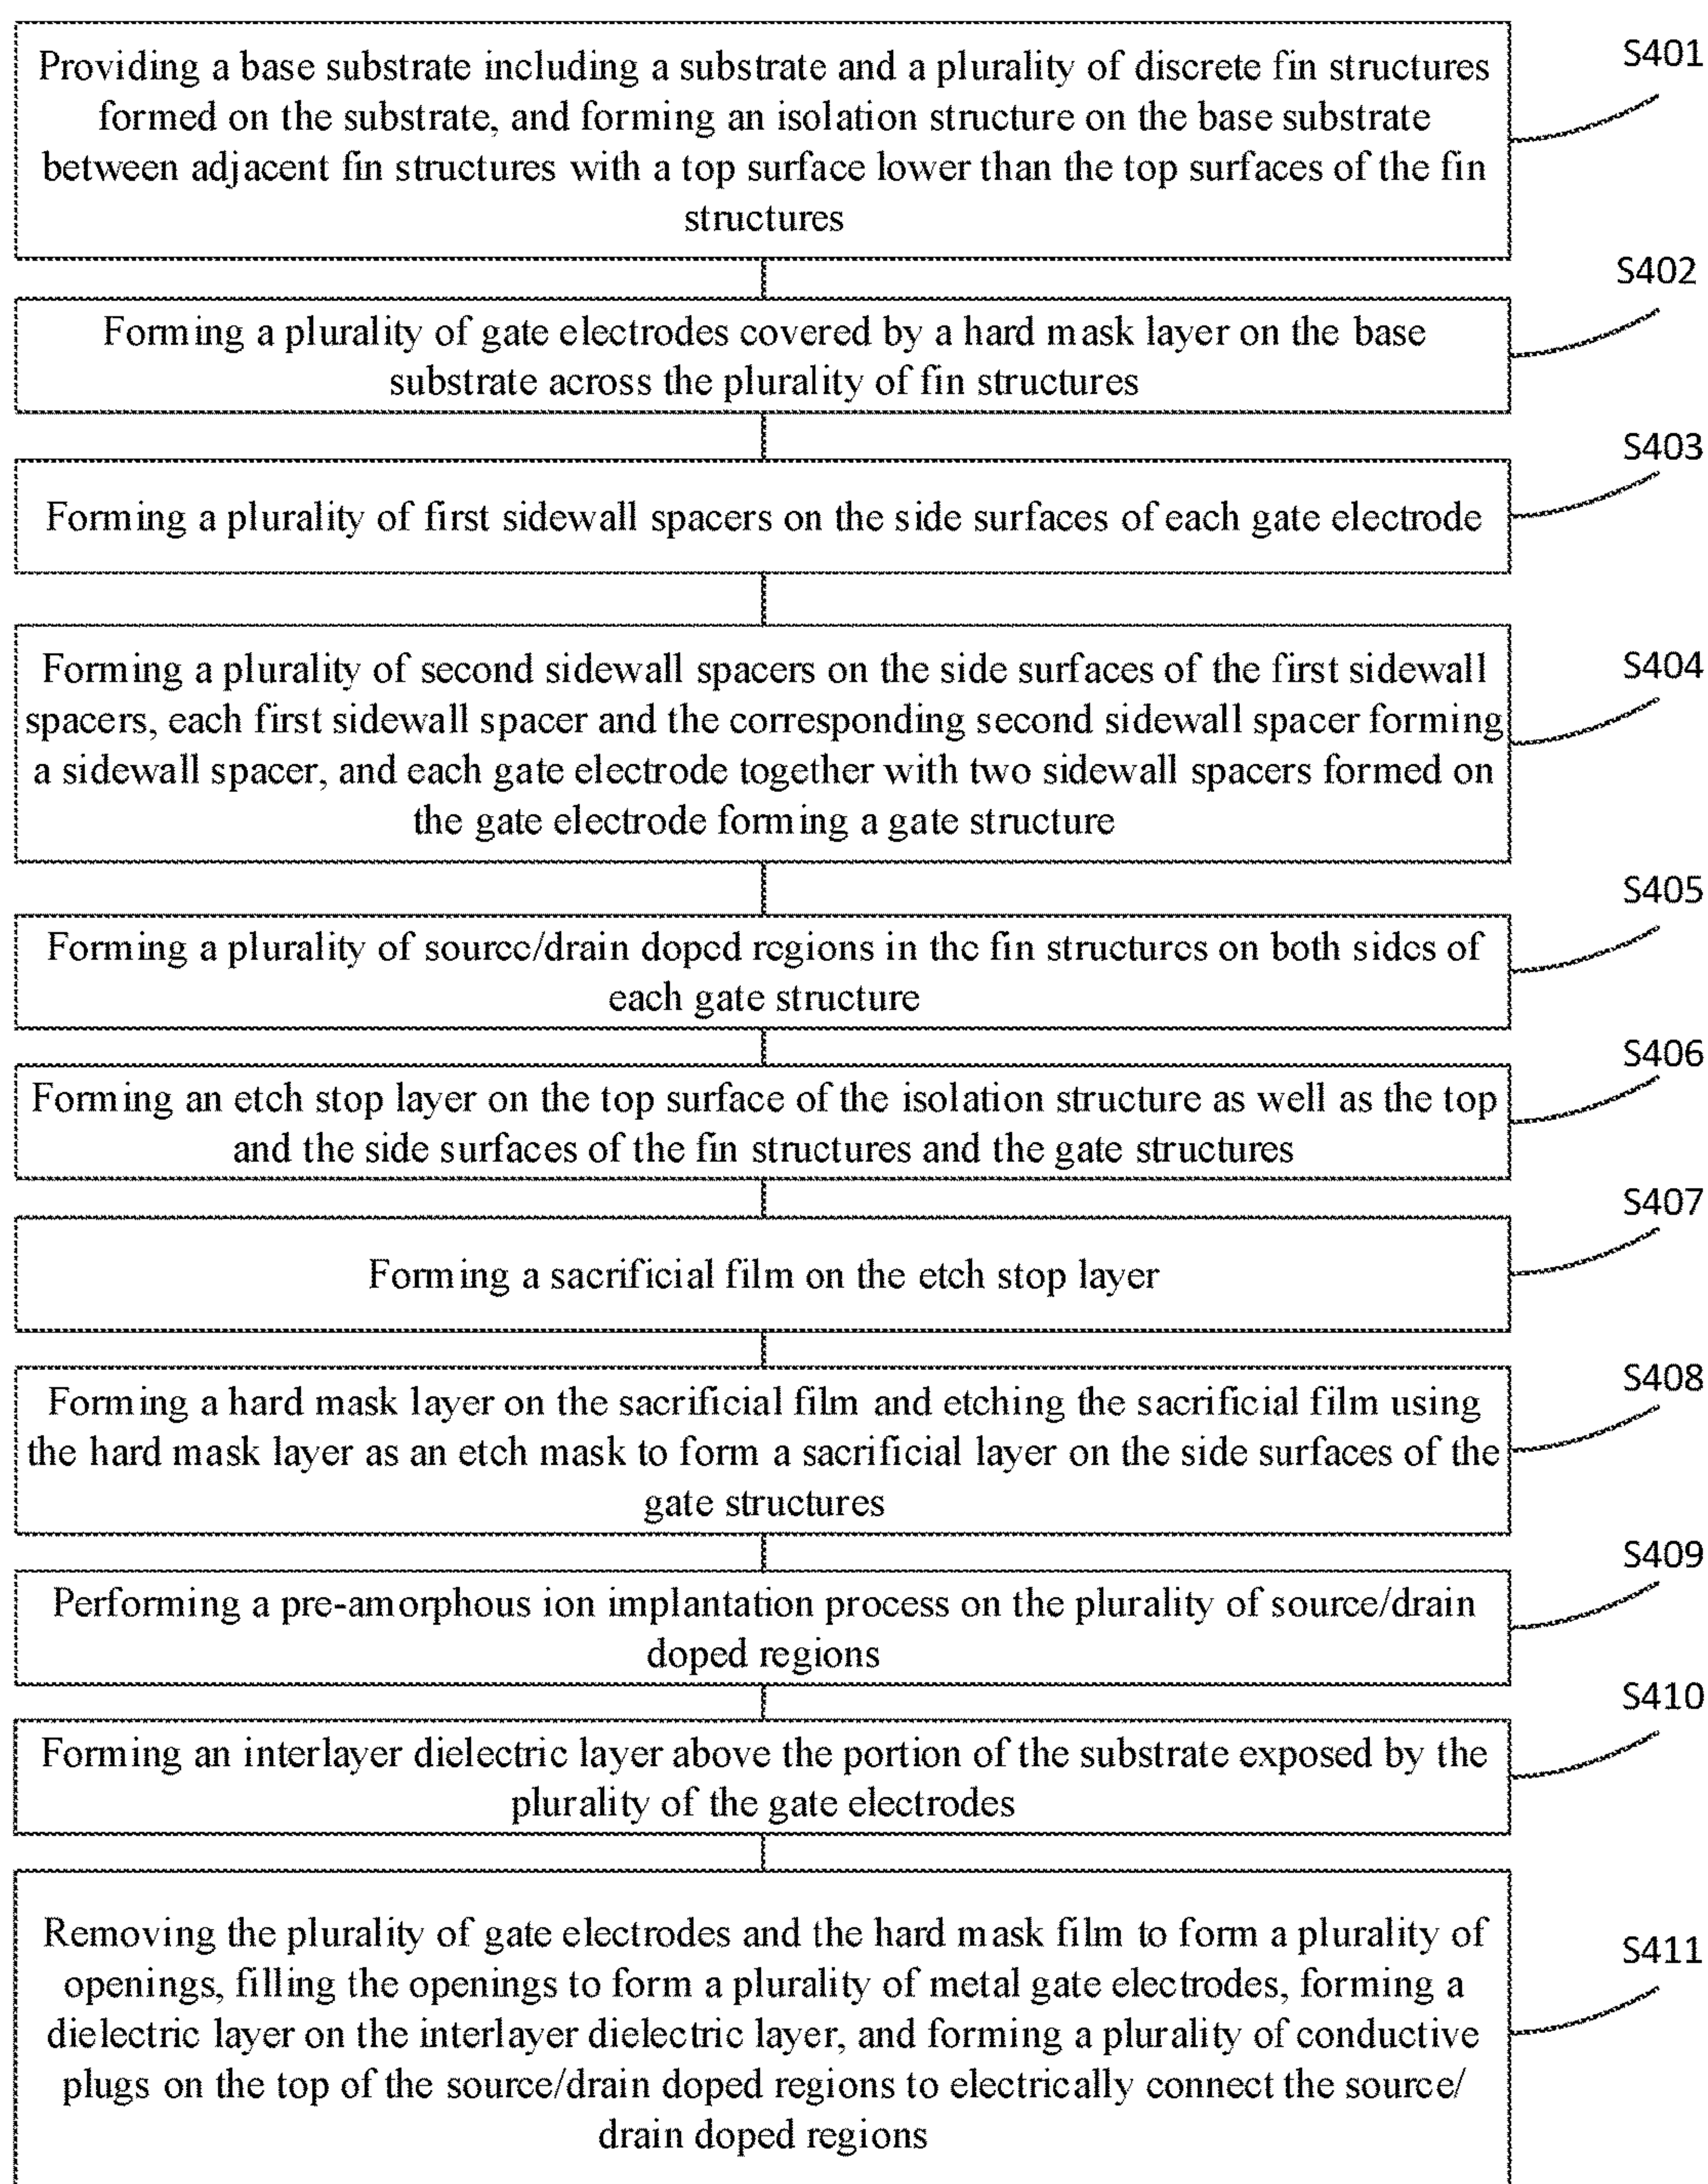 Providing a base substrate including a substrate and a plurality of discrete fin structures
formed on the substrate, and forming an isolation structure on the base substrate
between adjacent fin structures with a top surface lower than the top surfaces of the fin
structures
S401
Forming a plurality of gate electrodes covered by a hard mask layer on the base
substrate across the plurality of fin structures
S402
Forming a plurality of first sidewall spacers on the side surfaces of each gate electrode
S403
Forming a plurality of second sidewall spacers on the side surfaces of the first sidewall
spacers, each first sidewall spacer and the corresponding second sidewall spacer forming
a sidewall spacer, and each gate electrode together with two sidewall spacers formed on
the gate electrode forming a gate structure
S404
Forming a plurality of source/drain doped regions in the fin structures on both sides of
each gate structure
S405
Forming an etch stop layer on the top surface of the isolation structure as well as the top
and the side surfaces of the fin structures and the gate structures
S406
Forming a sacrificial film on the etch stop layer
S407
Forming a hard mask layer on the sacrificial film and etching the sacrificial film using
the hard mask layer as an etch mask to form a sacrificial layer on the side surfaces of the
gate structures
S408
Performing a pre-amorphous ion implantation process on the plurality of source/drain
doped regions
S409
Forming an interlayer dielectric layer above the portion of the substrate exposed by the
plurality of the gate electrodes
S410
Removing the plurality of gate electrodes and the hard mask film to form a plurality of
openings, filling the openings to form a plurality of metal gate electrodes, forming a
dielectric layer on the interlayer dielectric layer, and forming a plurality of conductive
plugs on the top of the source/drain doped regions to electrically connect the source/
drain doped regions
S411